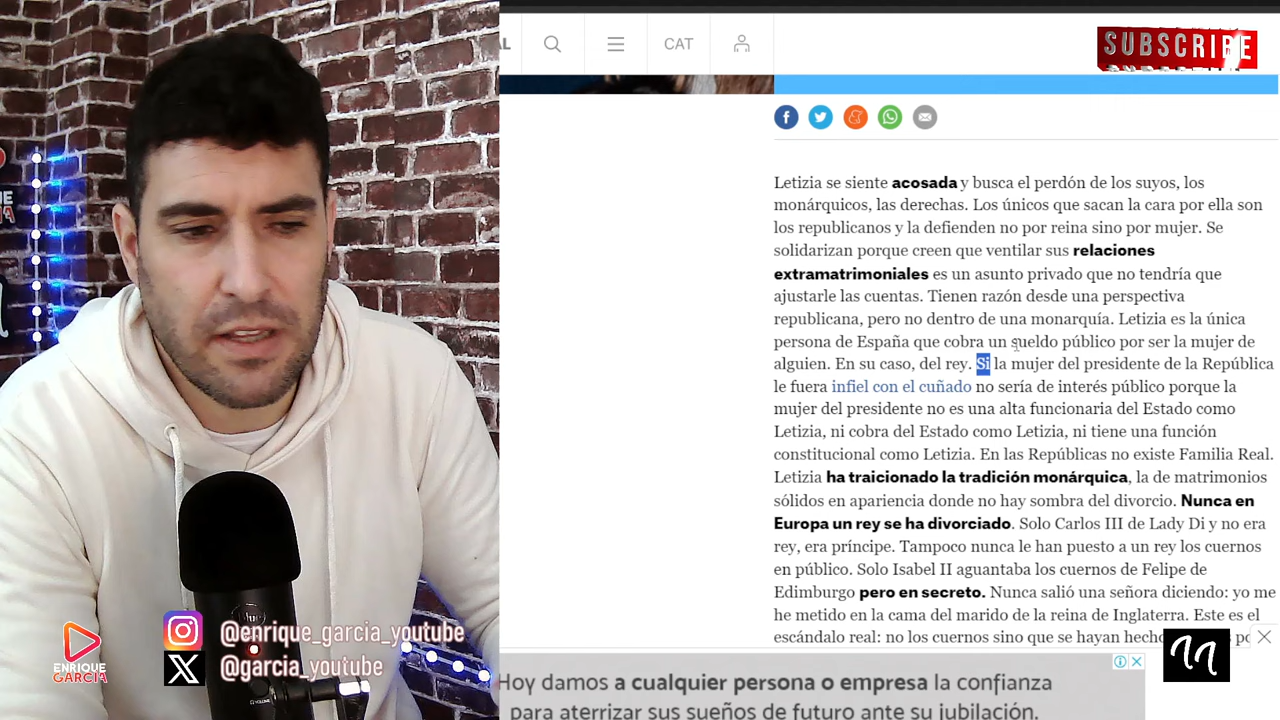 L
CAT
SUBSCRIBE
Letizia se siente acosada y busca el perdón de los suyos, los
monárquicos, las derechas. Los únicos que sacan la cara por ella son
los republicanos y la defienden no por reina sino por mujer. Se
solidarizan porque creen que ventilar sus relaciones
extramatrimoniales es un asunto privado que no tendría que
ajustarle las cuentas. Tienen razón desde una perspectiva
republicana, pero no dentro de una monarquía. Letizia es la única
persona de España que cobra un sueldo público por ser la mujer de
alguien. En su caso, del rey. Si la mujer del presidente de la República
le fuera infiel con el cuñado no sería de interés público porque la
mujer del presidente no es una alta funcionaria del Estado como
Letizia, ni cobra del Estado como Letizia, ni tiene una función
constitucional como Letizia. En las Repúblicas no existe Familia Real.
Letizia ha traicionado la tradición monárquica, la de matrimonios
sólidos en apariencia donde no hay sombra del divorcio. Nunca en
Europa un rey se ha divorciado. Solo Carlos III de Lady Di y no era
rey, era príncipe. Tampoco nunca le han puesto a un rey los cuernos
en público. Solo Isabel II aguantaba los cuernos de Felipe de
Edimburgo pero en secreto. Nunca salió una señora diciendo: yo me
he metido en la cama del marido de la reina de Inglaterra. Este es el
escándalo real: no los cuernos sino que se hayan hecho
Hoy damos a cualquier persona o empresa la confianza
para aterrizar sus sueños de futuro ante su jubilación.
@enrique_garcia_youtube
@garcia_youtube
ENRIQUE
GARCIA